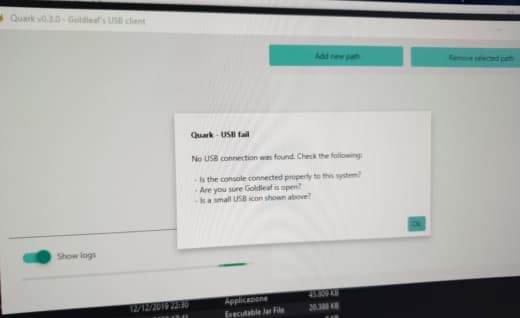 Quark v0.3.0 - Goldleaf's USB client
Add new path
Remove selected path
Quark - USB fail
No USB connection was found. Check the following:
- Is the console connected properly to this system?
- Are you sure Goldleaf is open?
- Is a small USB icon shown above?
Ok
Show logs
12/12/2019 22:30
Applicazione
45.809 KB
Executable Jar File
20.388 KB